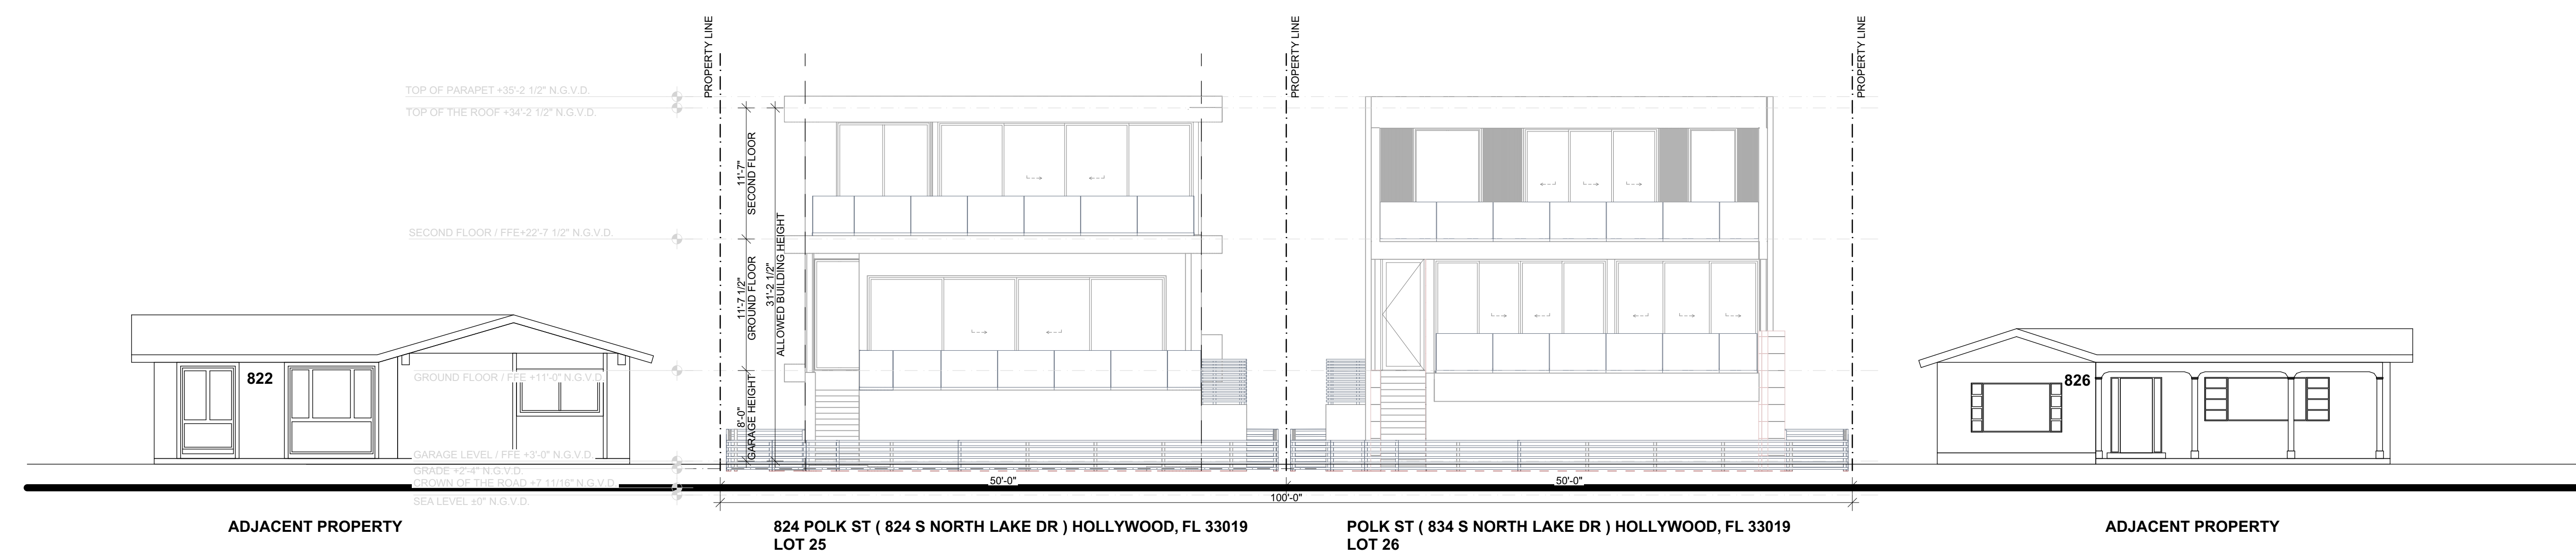 PROPERTY LINE
PROPERTY LINE
PROPERTY LINE
TOP OF PARAPET +35'-2 1/2" N.G.V.D.
TOP OF THE ROOF +34'-2 1/2" N.G.V.D.
11'-7"
SECOND FLOOR
SECOND FLOOR / FFE+22'-7 1/2" N.G.V.D.
11'-7 1/2"
GROUND FLOOR
31'-2 1/2"
ALLOWED BUILDING HEIGHT
822
GROUND FLOOR / FFE +11'-0" N.G.V.D.
826
8'-0"
GARAGE HEIGHT
GARAGE LEVEL / FFE +3'-0" N.G.V.D.
GRADE +2'-4" N.G.V.D.
CROWN OF THE ROAD +7 11/16" N.G.V.D.
SEA LEVEL ±0" N.G.V.D.
50'-0"
50'-0"
100'-0"
ADJACENT PROPERTY
824 POLK ST ( 824 S NORTH LAKE DR ) HOLLYWOOD, FL 33019
LOT 25
POLK ST ( 834 S NORTH LAKE DR ) HOLLYWOOD, FL 33019
LOT 26
ADJACENT PROPERTY